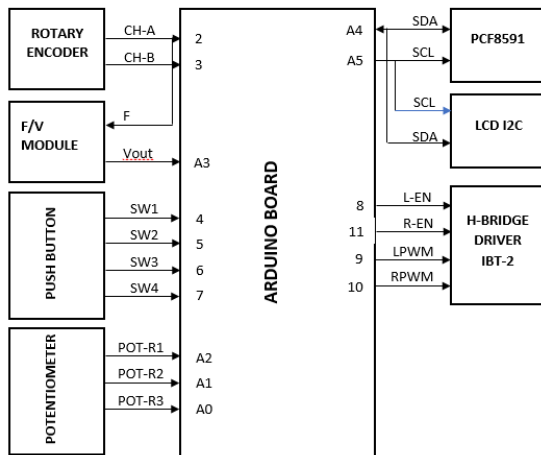 ROTARY
ENCODER
CH-A
CH-B
2
3
F/V
MODULE
F
Vout
A3
PUSH BUTTON
SW1
SW2
SW3
SW4
4
5
6
7
POTENTIOMETER
POT-R1
POT-R2
POT-R3
A2
A1
A0
ARDUINO BOARD
A4
A5
SDA
SCL
PCF8591
SCL
SDA
LCD I2C
8
11
9
10
L-EN
R-EN
LPWM
RPWM
H-BRIDGE
DRIVER
IBT-2